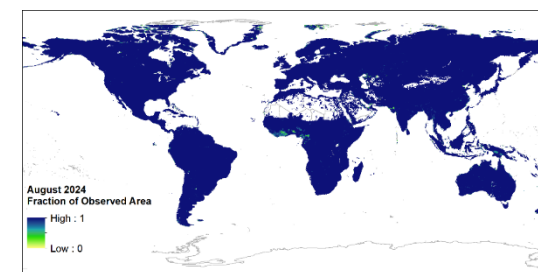 August 2024
Fraction of Observed Area
High : 1
Low : 0